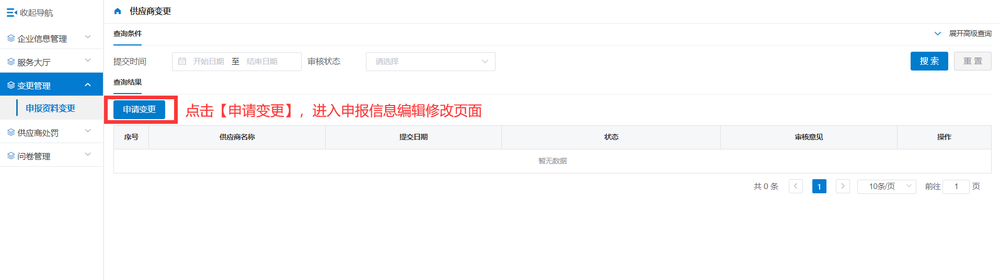 收起导航
企业信息管理
服务大厅
变更管理
申报资料变更
供应商处罚
问卷管理
供应商变更
查询条件
展开高级查询
提交时间 开始日期 至 结束日期 审核状态 请选择 搜 索 重 置
查询结果
申请变更 点击【申请变更】，进入申报信息编辑修改页面
序号 供应商名称 提交日期 状态 审核意见 操作
暂无数据
共 0 条 1 10条/页 前往 1 页